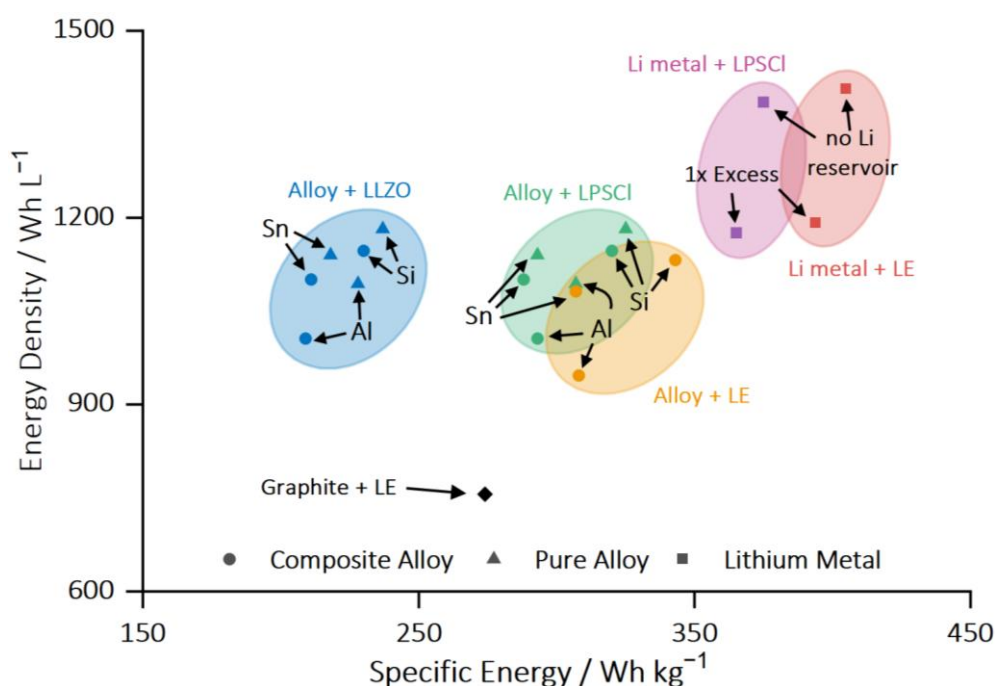 1500
Li metal + LPSCl
no Li
reservoir
1x Excess
Alloy + LLZO
Alloy + LPSCl
1200
Sn
Si
Al
Li metal + LE
Sn
Si
Al
Alloy + LE
900
Graphite + LE
Composite Alloy
Pure Alloy
Lithium Metal
600
150
250
350
450
Specific Energy / Wh kg⁻¹
Energy Density / Wh L⁻¹